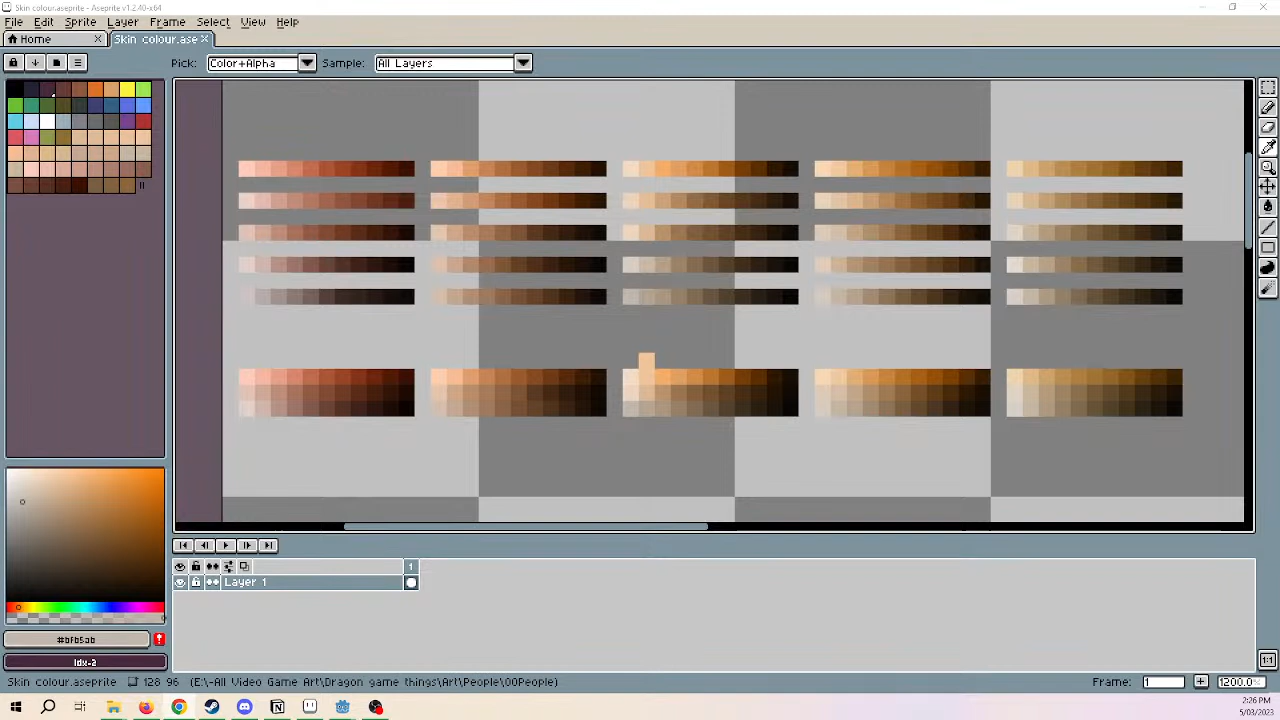 Skin colour.aseprite - Aseprite v1.2.40-x64
File Edit Sprite Layer Frame Select View Help
Home Skin colour.ase
Pick: Color+Alpha Sample: All Layers
1
Layer 1
#bfb5ab
Idx-2
1:1
Skin colour.aseprite 128 96 (E:\-All Video Game Art\Dragon game things\Art\People\00People)
Frame: 1 1200.0
2:26 PM
5/03/2023